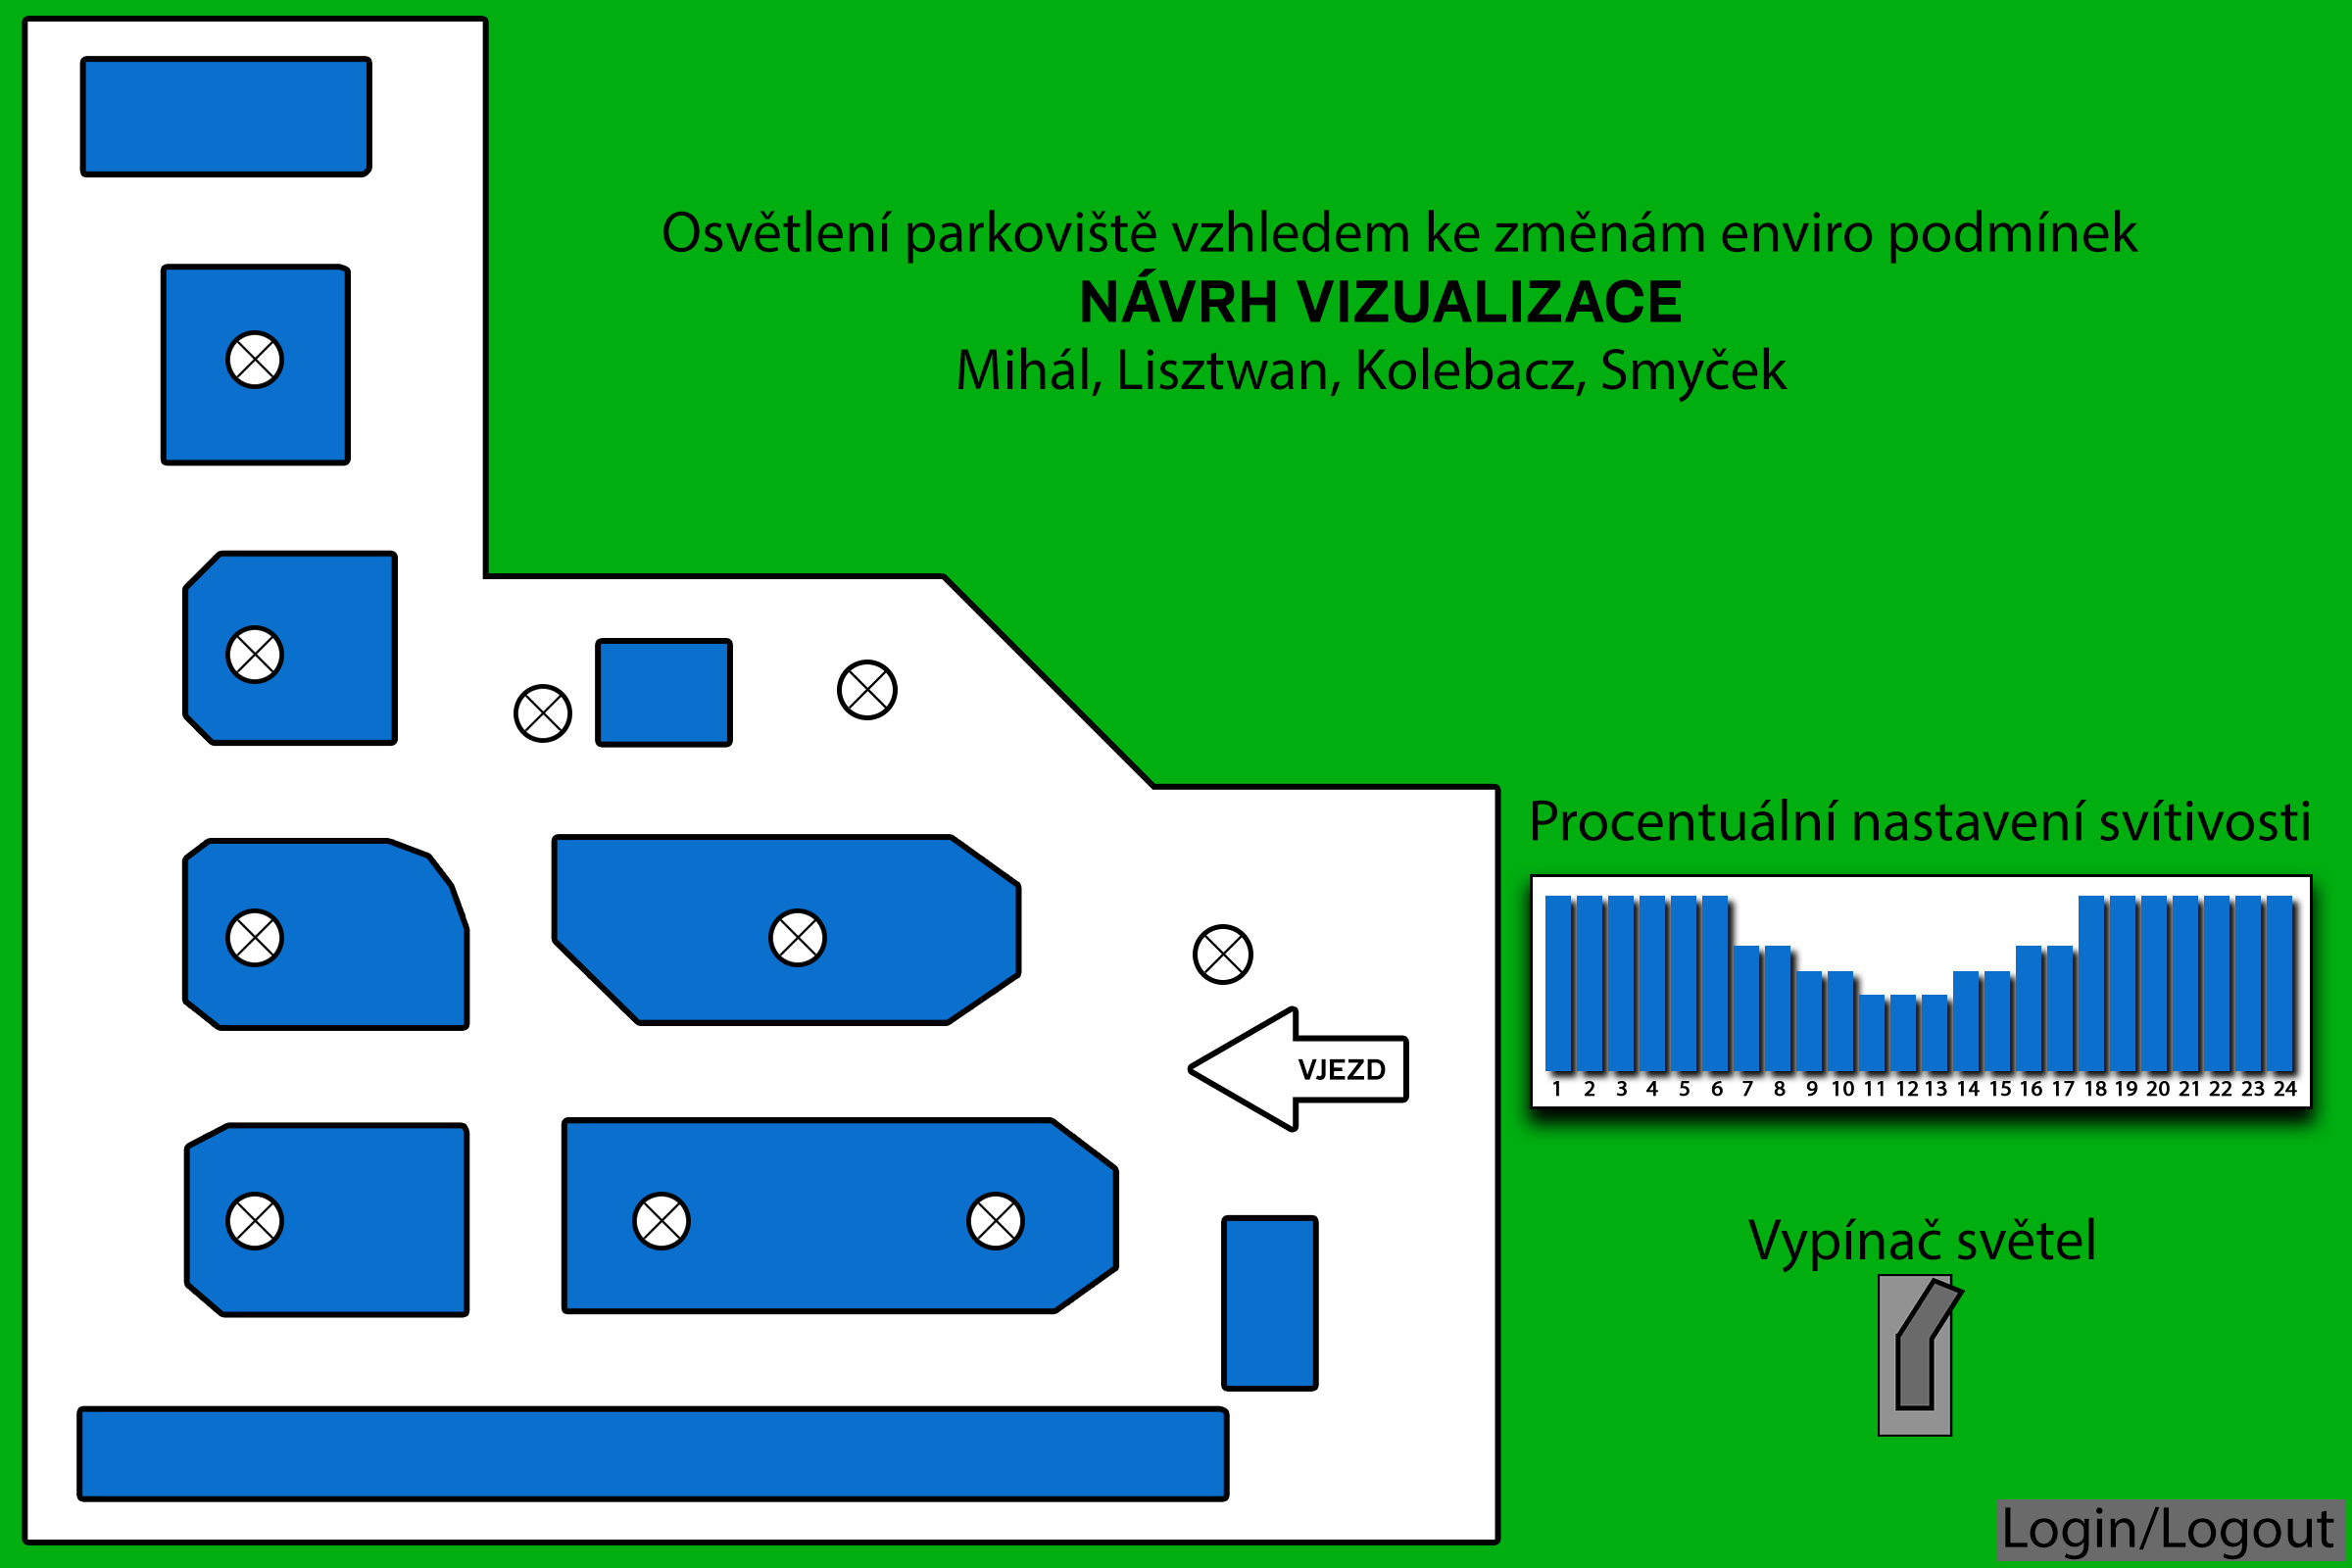 Osvětlení parkoviště vzhledem ke změnám enviro podmínek
NÁVRH VIZUALIZACE
Mihál, Lisztwan, Kolebacz, Smyček
Procentuální nastavení svítivosti
1 2 3 4 5 6 7 8 9 10 11 12 13 14 15 16 17 18 19 20 21 22 23 24
VJEZD
Vypínač světel
Login/Logout